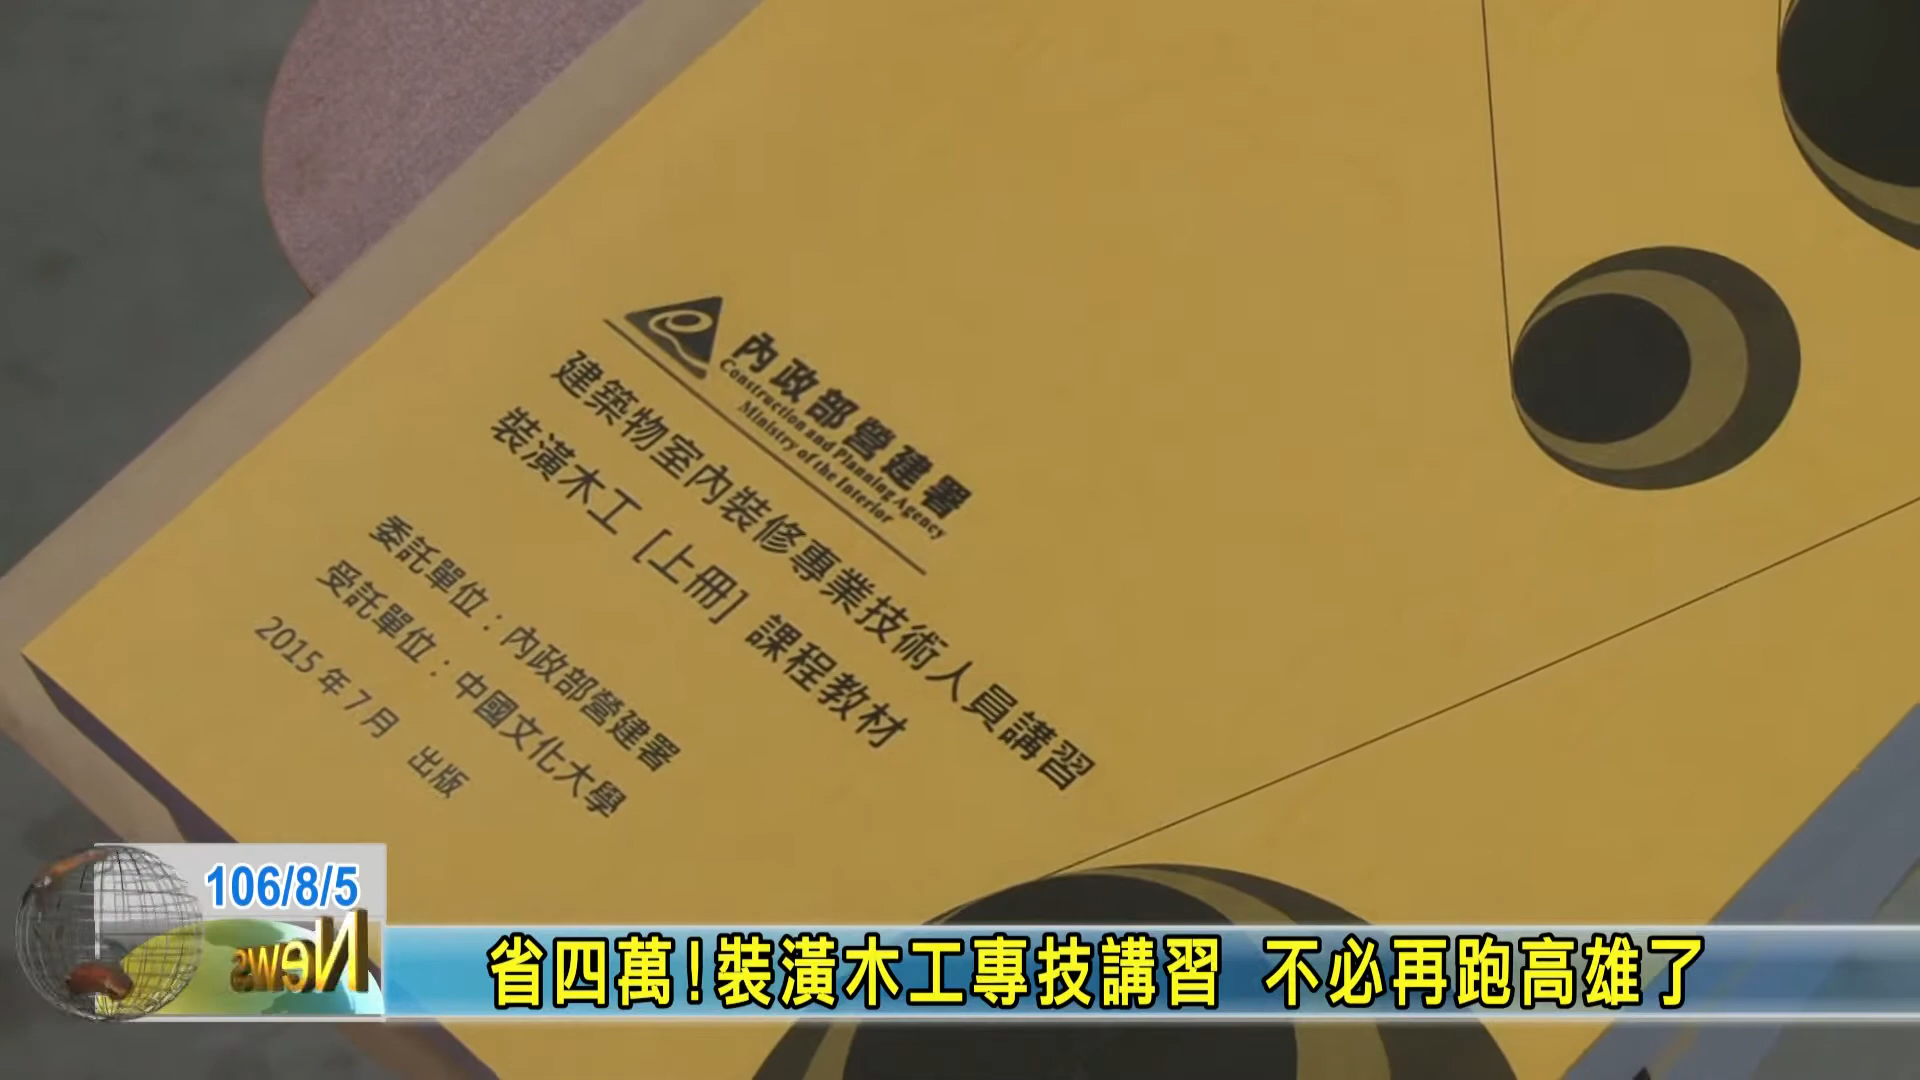 內政部營建署
Construction and Planning Agency
Ministry of the Interior
建築物室內裝修專業技術人員講習
裝潢木工［上冊］課程教材
委託單位：內政部營建署
受託單位：中國文化大學
2015年7月 出版
106/8/5
News
省四萬!裝潢木工專技講習 不必再跑高雄了